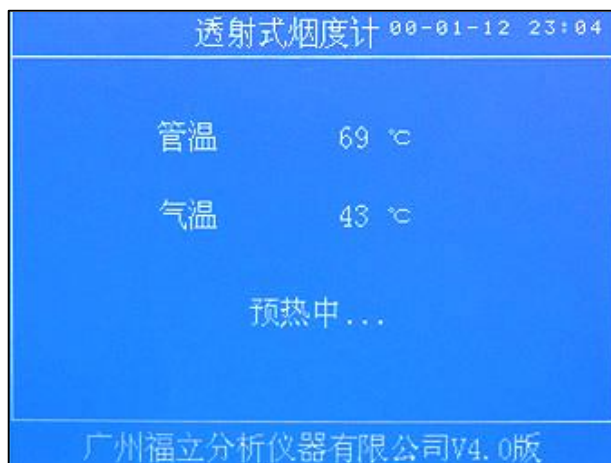 透射式烟度计 00-01-12 23:04
管温 69 ℃
气温 43 ℃
预热中...
广州福立分析仪器有限公司V4.0版